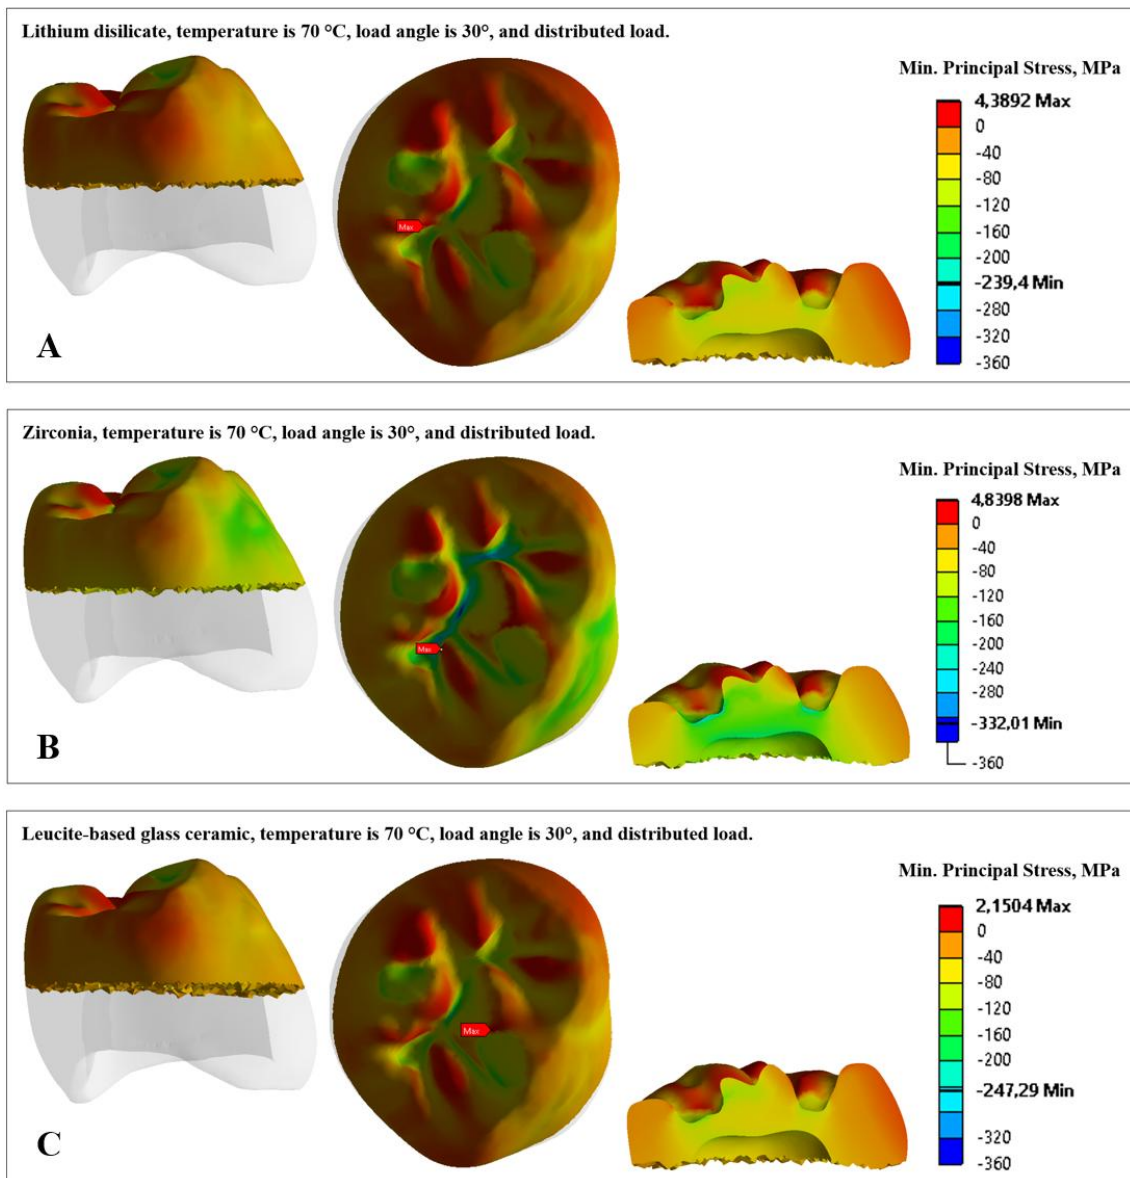 Lithium disilicate, temperature is 70 °C, load angle is 30°, and distributed load.
Min. Principal Stress, MPa
4,3892 Max
0
-40
-80
-120
-160
-200
-239,4 Min
-280
-320
-360
Max
A
Zirconia, temperature is 70 °C, load angle is 30°, and distributed load.
Min. Principal Stress, MPa
4,8398 Max
0
-40
-80
-120
-160
-200
-240
-280
-332,01 Min
-360
Max
B
Leucite-based glass ceramic, temperature is 70 °C, load angle is 30°, and distributed load.
Min. Principal Stress, MPa
2,1504 Max
0
-40
-80
-120
-160
-200
-247,29 Min
-320
-360
Max
C